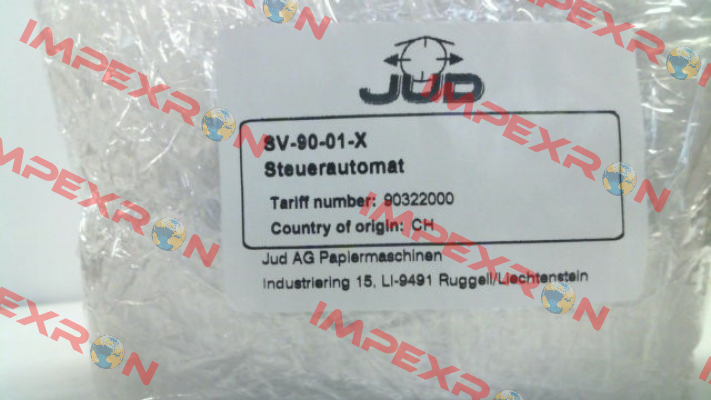 JUD
SV-90-01-X
Steuerautomat
Tariff number: 90322000
Country of origin: CH
Jud AG Papiermaschinen
Industriering 15, LI-9491 Ruggell/Liechtenstein
IMPEXRON
IMPEXRON
IMPEXRON
IMPEXRON
IMPEXRON
IMPEXRON